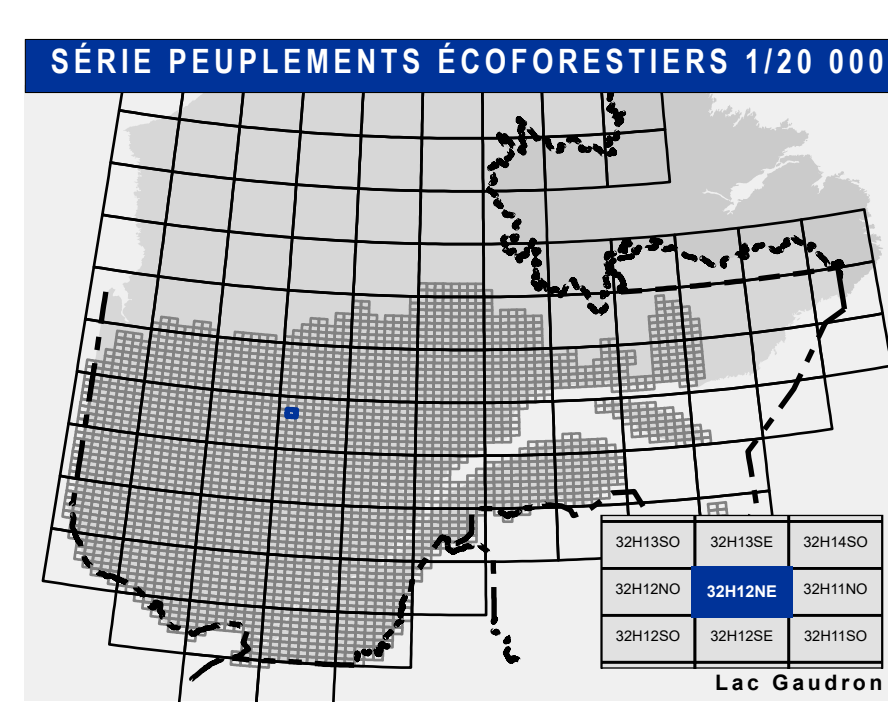 SÉRIE PEUPLEMENTS ÉCOFORESTIERS 1/20 000
32H13SO 32H13SE 32H14SO
32H12NO 32H12NE 32H11NO
32H12SO 32H12SE 32H11SO
Lac Gaudron